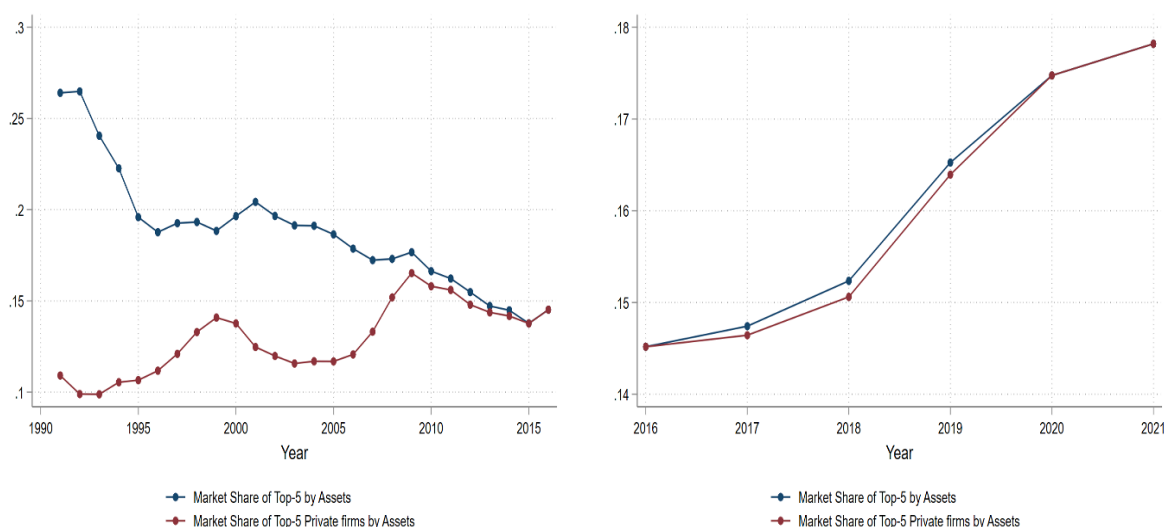 .3
.25
.2
.15
.1
1990 1995 2000 2005 2010 2015
Year
Market Share of Top-5 by Assets
Market Share of Top-5 Private firms by Assets
.18
.17
.16
.15
.14
2016 2017 2018 2019 2020 2021
Year
Market Share of Top-5 by Assets
Market Share of Top-5 Private firms by Assets